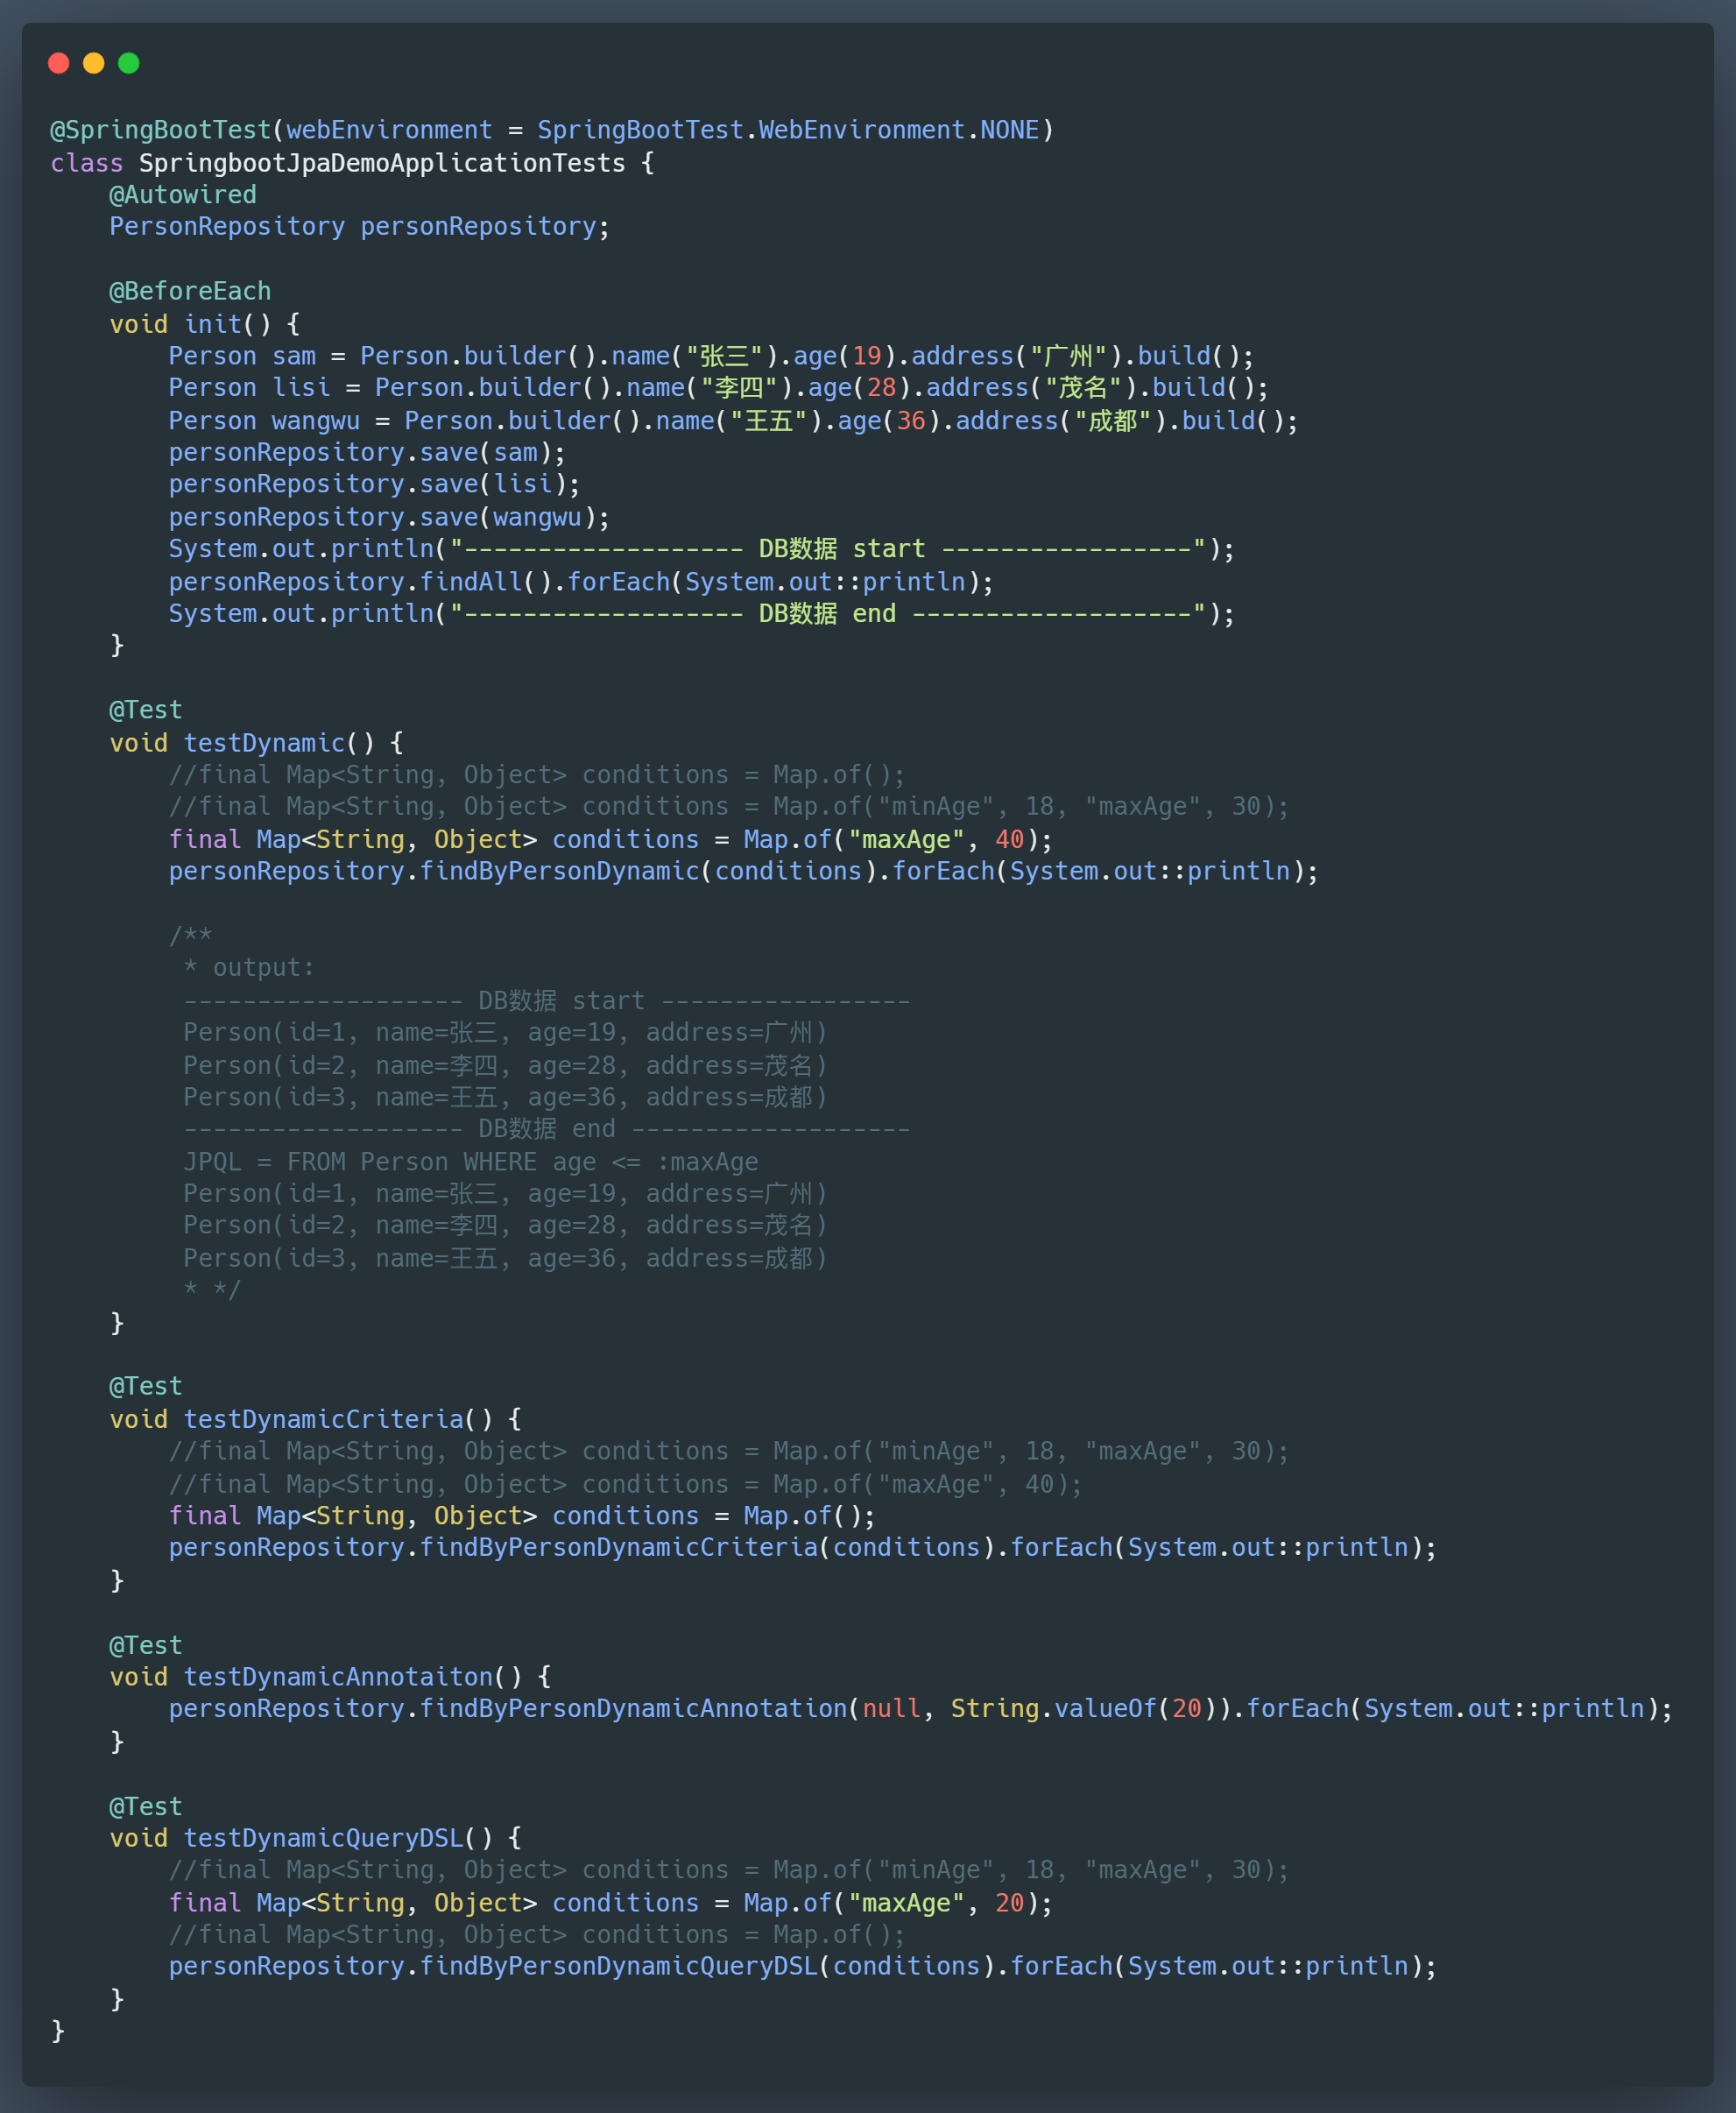 @SpringBootTest(webEnvironment = SpringBootTest.WebEnvironment.NONE)
class SpringbootJpaDemoApplicationTests {
    @Autowired
    PersonRepository personRepository;

    @BeforeEach
    void init() {
        Person sam = Person.builder().name("张三").age(19).address("广州").build();
        Person lisi = Person.builder().name("李四").age(28).address("茂名").build();
        Person wangwu = Person.builder().name("王五").age(36).address("成都").build();
        personRepository.save(sam);
        personRepository.save(lisi);
        personRepository.save(wangwu);
        System.out.println("------------------- DB数据 start -----------------");
        personRepository.findAll().forEach(System.out::println);
        System.out.println("------------------- DB数据 end -------------------");
    }

    @Test
    void testDynamic() {
        //final Map<String, Object> conditions = Map.of();
        //final Map<String, Object> conditions = Map.of("minAge", 18, "maxAge", 30);
        final Map<String, Object> conditions = Map.of("maxAge", 40);
        personRepository.findByPersonDynamic(conditions).forEach(System.out::println);

        /**
         * output:
         ------------------- DB数据 start -----------------
         Person(id=1, name=张三, age=19, address=广州)
         Person(id=2, name=李四, age=28, address=茂名)
         Person(id=3, name=王五, age=36, address=成都)
         ------------------- DB数据 end -------------------
         JPQL = FROM Person WHERE age <= :maxAge
         Person(id=1, name=张三, age=19, address=广州)
         Person(id=2, name=李四, age=28, address=茂名)
         Person(id=3, name=王五, age=36, address=成都)
         * */
    }

    @Test
    void testDynamicCriteria() {
        //final Map<String, Object> conditions = Map.of("minAge", 18, "maxAge", 30);
        //final Map<String, Object> conditions = Map.of("maxAge", 40);
        final Map<String, Object> conditions = Map.of();
        personRepository.findByPersonDynamicCriteria(conditions).forEach(System.out::println);
    }

    @Test
    void testDynamicAnnotaiton() {
        personRepository.findByPersonDynamicAnnotation(null, String.valueOf(20)).forEach(System.out::println);
    }

    @Test
    void testDynamicQueryDSL() {
        //final Map<String, Object> conditions = Map.of("minAge", 18, "maxAge", 30);
        final Map<String, Object> conditions = Map.of("maxAge", 20);
        //final Map<String, Object> conditions = Map.of();
        personRepository.findByPersonDynamicQueryDSL(conditions).forEach(System.out::println);
    }
}